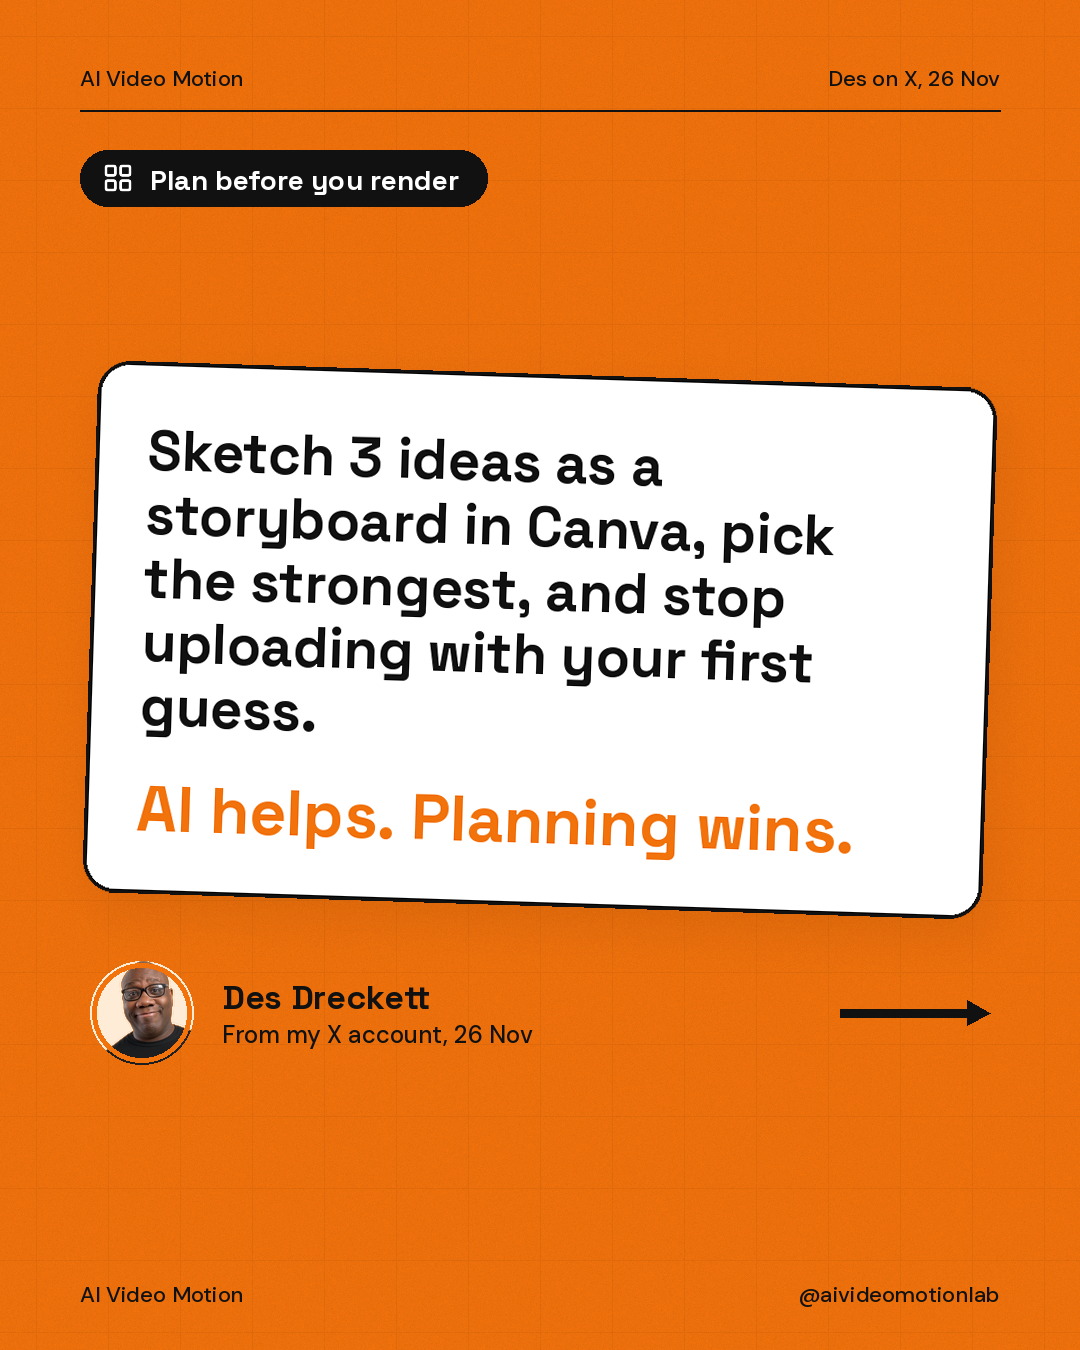 AI Video Motion
Des on X, 26 Nov
Plan before you render
Sketch 3 ideas as a
storyboard in Canva, pick
the strongest, and stop
uploading with your first
guess.
AI helps. Planning wins.
Des Dreckett
From my X account, 26 Nov
AI Video Motion
@aivideomotionlab